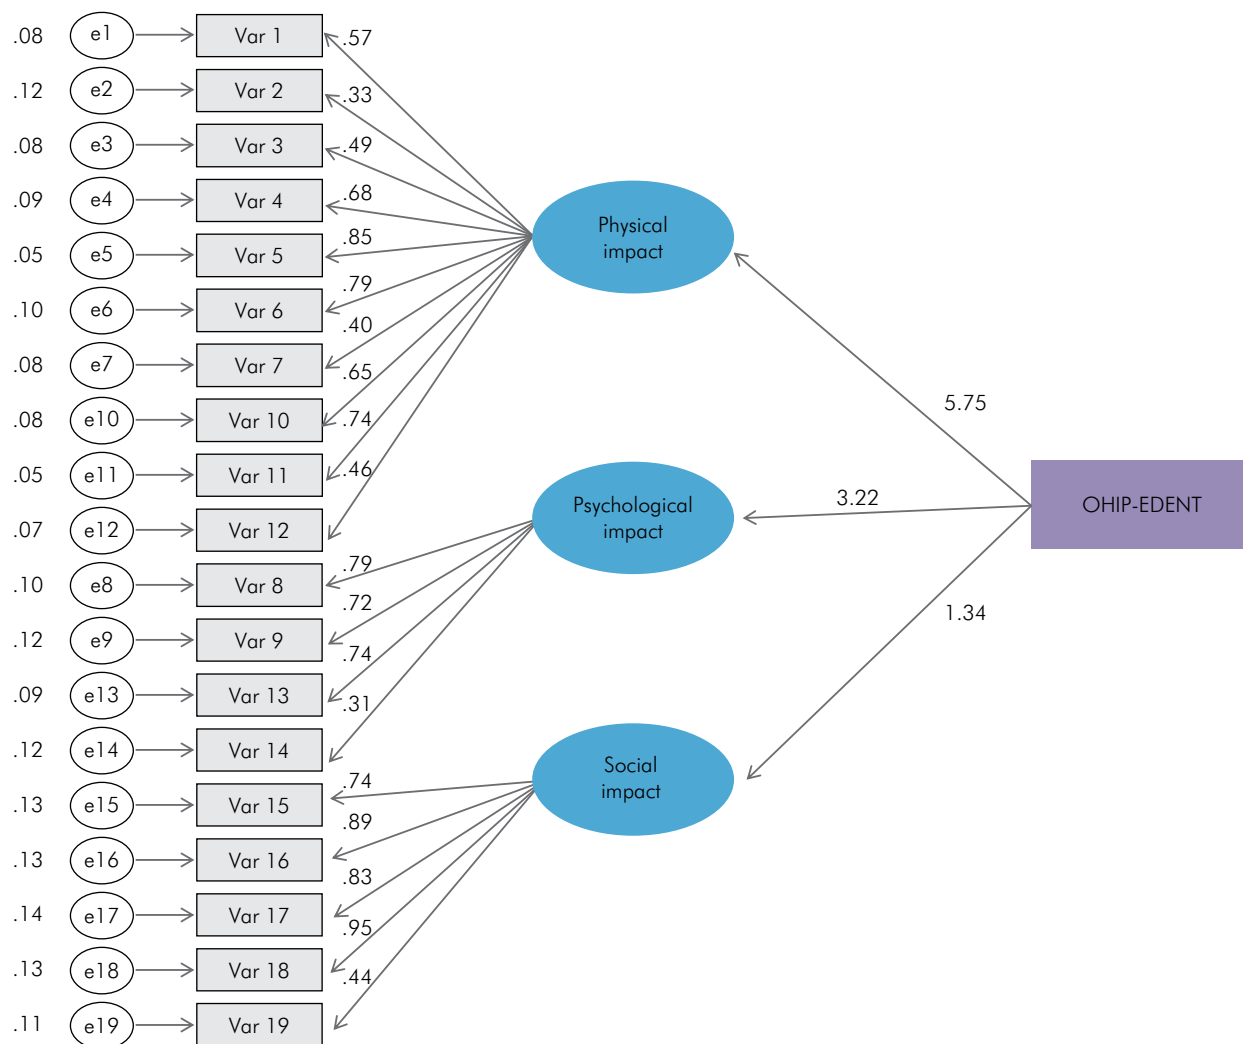 .08 e1 Var 1 .57
.12 e2 Var 2 .33
.08 e3 Var 3 .49
.09 e4 Var 4 .68
.05 e5 Var 5 .85
.10 e6 Var 6 .79
.08 e7 Var 7 .40
.08 e10 Var 10 .65
.05 e11 Var 11 .74
.07 e12 Var 12 .46
.10 e8 Var 8 .79
.12 e9 Var 9 .72
.09 e13 Var 13 .74
.12 e14 Var 14 .31
.13 e15 Var 15 .74
.13 e16 Var 16 .89
.14 e17 Var 17 .83
.13 e18 Var 18 .95
.11 e19 Var 19 .44
Physical
impact
Psychological
impact
Social
impact
5.75
3.22
1.34
OHIP-EDENT